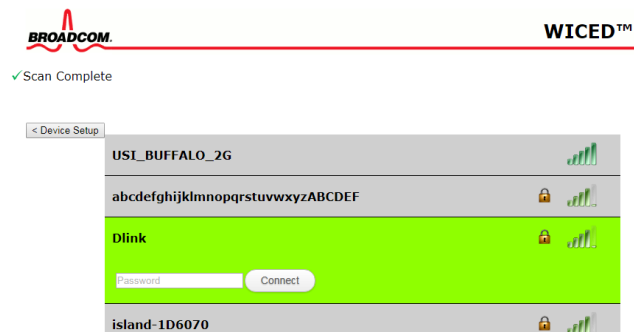 BROADCOM.
WICED™
✓Scan Complete
< Device Setup
USI_BUFFALO_2G
abcdefghijklmnopqrstuvwxyzABCDEF
Dlink
Password Connect
island-1D6070